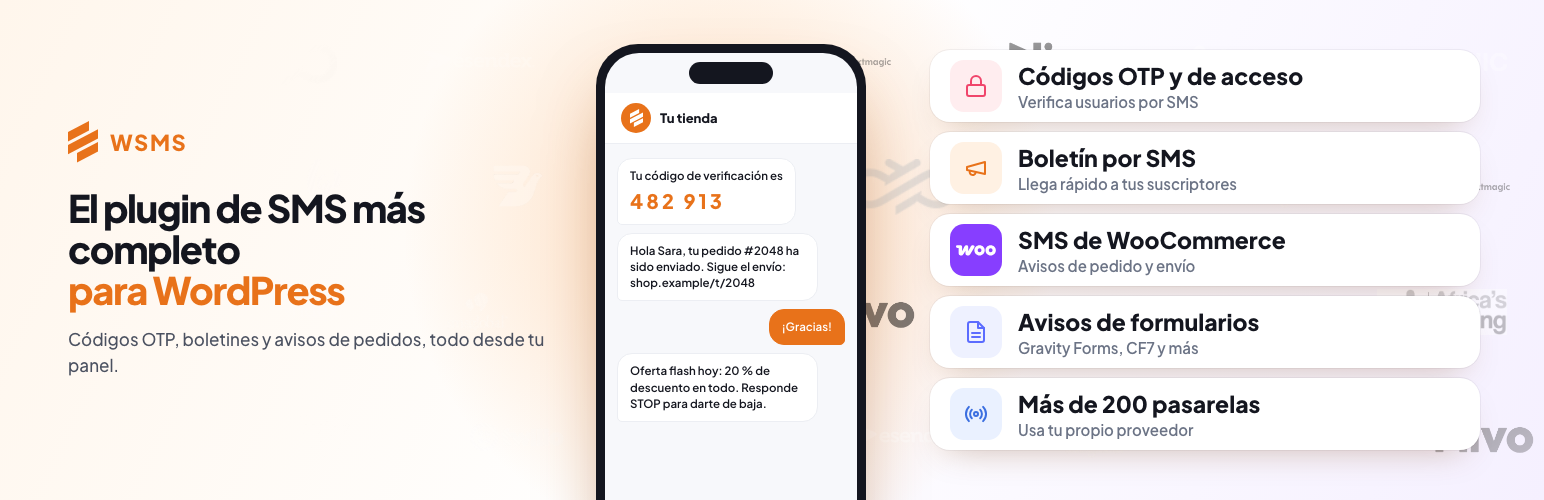 WSMS
El plugin de SMS más
completo
para WordPress
Códigos OTP, boletines y avisos de pedidos, todo desde tu
panel.
Tu tienda
Tu código de verificación es
482 913
Hola Sara, tu pedido #2048 ha
sido enviado. Sigue el envío:
shop.example/t/2048
¡Gracias!
Oferta flash hoy: 20 % de
descuento en todo. Responde
STOP para darte de baja.
Códigos OTP y de acceso
Verifica usuarios por SMS
Boletín por SMS
Llega rápido a tus suscriptores
woo
SMS de WooCommerce
Avisos de pedido y envío
Avisos de formularios
Gravity Forms, CF7 y más
Más de 200 pasarelas
Usa tu propio proveedor